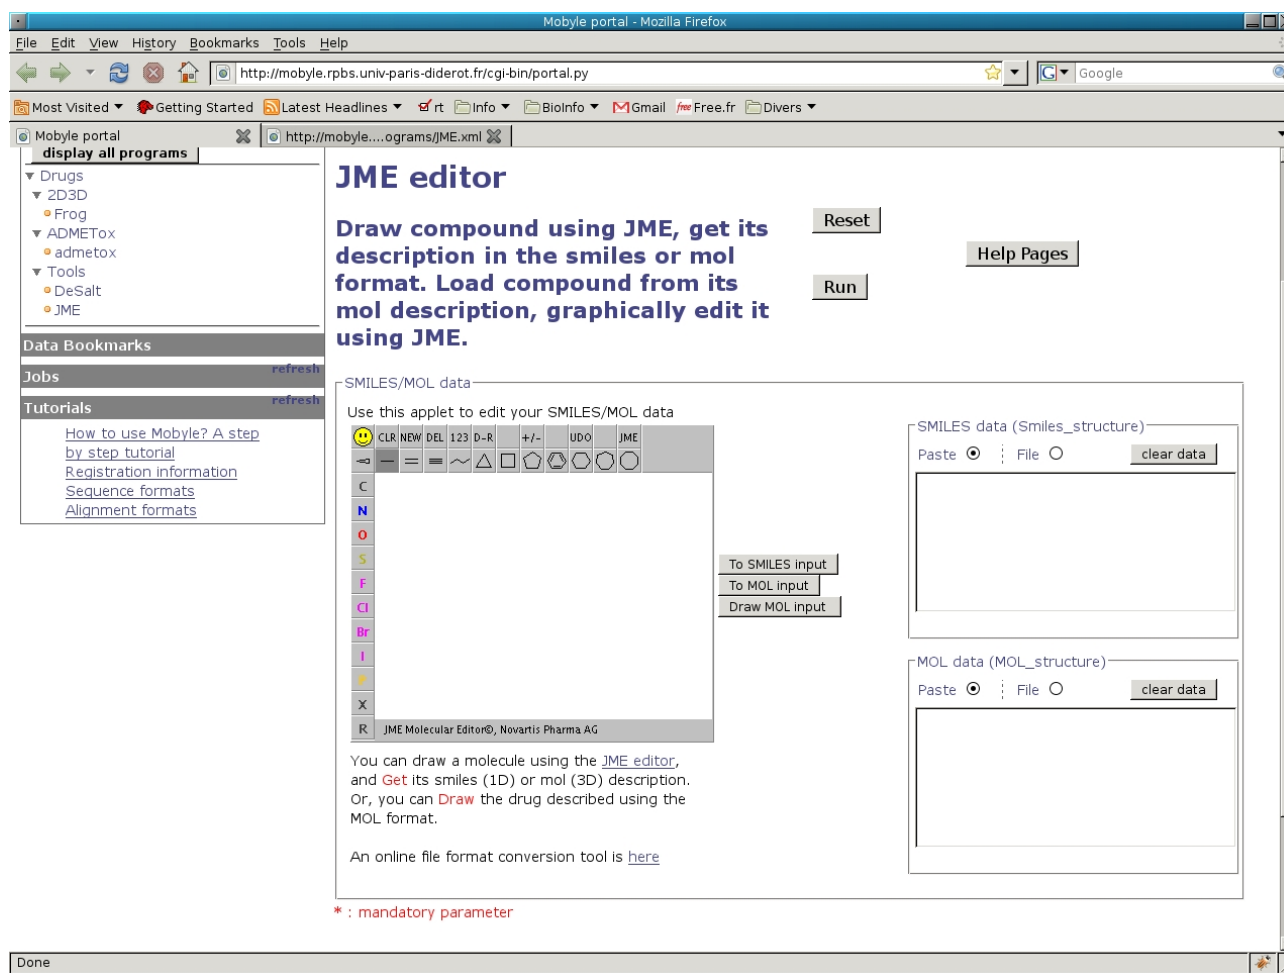 Mobyle portal - Mozilla Firefox
File Edit View History Bookmarks Tools Help
http://mobyle.rpbs.univ-paris-diderot.fr/cgi-bin/portal.py
Google
Most Visited Getting Started Latest Headlines rt Info BioInfo Gmail Free.fr Divers
Mobyle portal http://mobyle....ograms/JME.xml
display all programs
Drugs
2D3D
Frog
ADMETox
admetox
Tools
DeSalt
JME
Data Bookmarks
Jobs refresh
Tutorials refresh
How to use Mobyle? A step
by step tutorial
Registration information
Sequence formats
Alignment formats
JME editor
Draw compound using JME, get its
description in the smiles or mol
format. Load compound from its
mol description, graphically edit it
using JME.
Reset
Run
Help Pages
SMILES/MOL data
Use this applet to edit your SMILES/MOL data
CLR NEW DEL 123 D-R +/- UDO JME
C
N
O
S
F
Cl
Br
I
P
X
R JME Molecular Editor©, Novartis Pharma AG
To SMILES input
To MOL input
Draw MOL input
You can draw a molecule using the JME editor,
and Get its smiles (1D) or mol (3D) description.
Or, you can Draw the drug described using the
MOL format.
An online file format conversion tool is here
SMILES data (Smiles_structure)
Paste File clear data
MOL data (MOL_structure)
Paste File clear data
* : mandatory parameter
Done